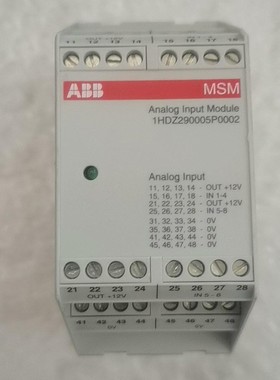 11 12 13 14
15 16 17 18
ABB
MSM
Analog Input Module
1HDZ290005P0002
Analog Input
11, 12, 13, 14 - OUT +12V
15, 16, 17, 18 - IN 1-4
21, 22, 23, 24 - OUT +12V
25, 26, 27, 28 - IN 5-8
31, 32, 33, 34 - 0V
35, 36, 37, 38 - 0V
41, 42, 43, 44 - 0V
45, 46, 47, 48 - 0V
21 22 23 24
OUT +12V
25 26 27 28
IN 5 - 8
41 42 43 44
0V
45 46 47 48
0V